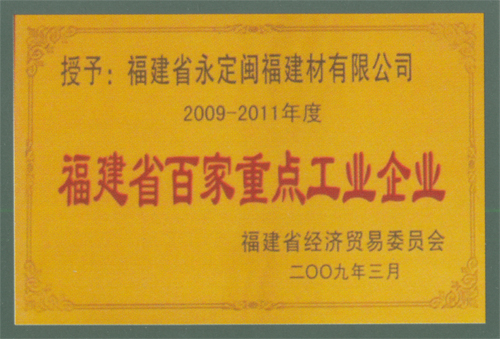 授予：福建省永定闽福建材有限公司
2009-2011年度
福建省百家重点工业企业
福建省经济贸易委员会
二〇〇九年三月